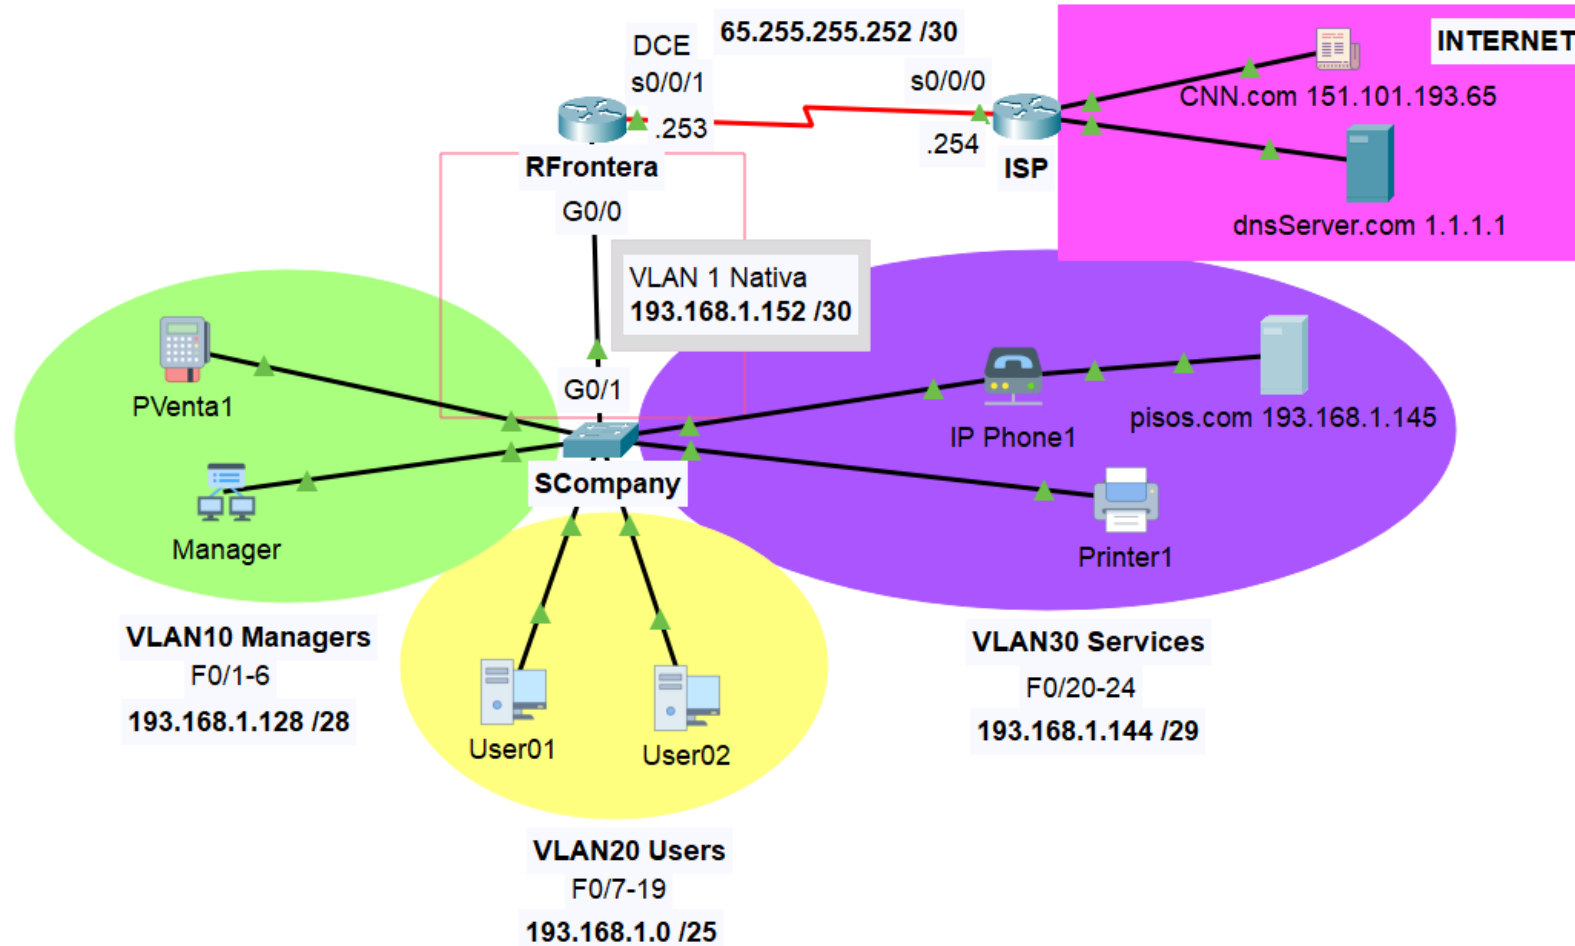 65.255.255.252 /30
DCE
s0/0/1
.253
s0/0/0
.254
RFrontera
ISP
INTERNET
CNN.com 151.101.193.65
dnsServer.com 1.1.1.1
G0/0
VLAN 1 Nativa
193.168.1.152 /30
G0/1
PVenta1
Manager
SCompany
IP Phone1
pisos.com 193.168.1.145
Printer1
VLAN10 Managers
F0/1-6
193.168.1.128 /28
User01
User02
VLAN30 Services
F0/20-24
193.168.1.144 /29
VLAN20 Users
F0/7-19
193.168.1.0 /25